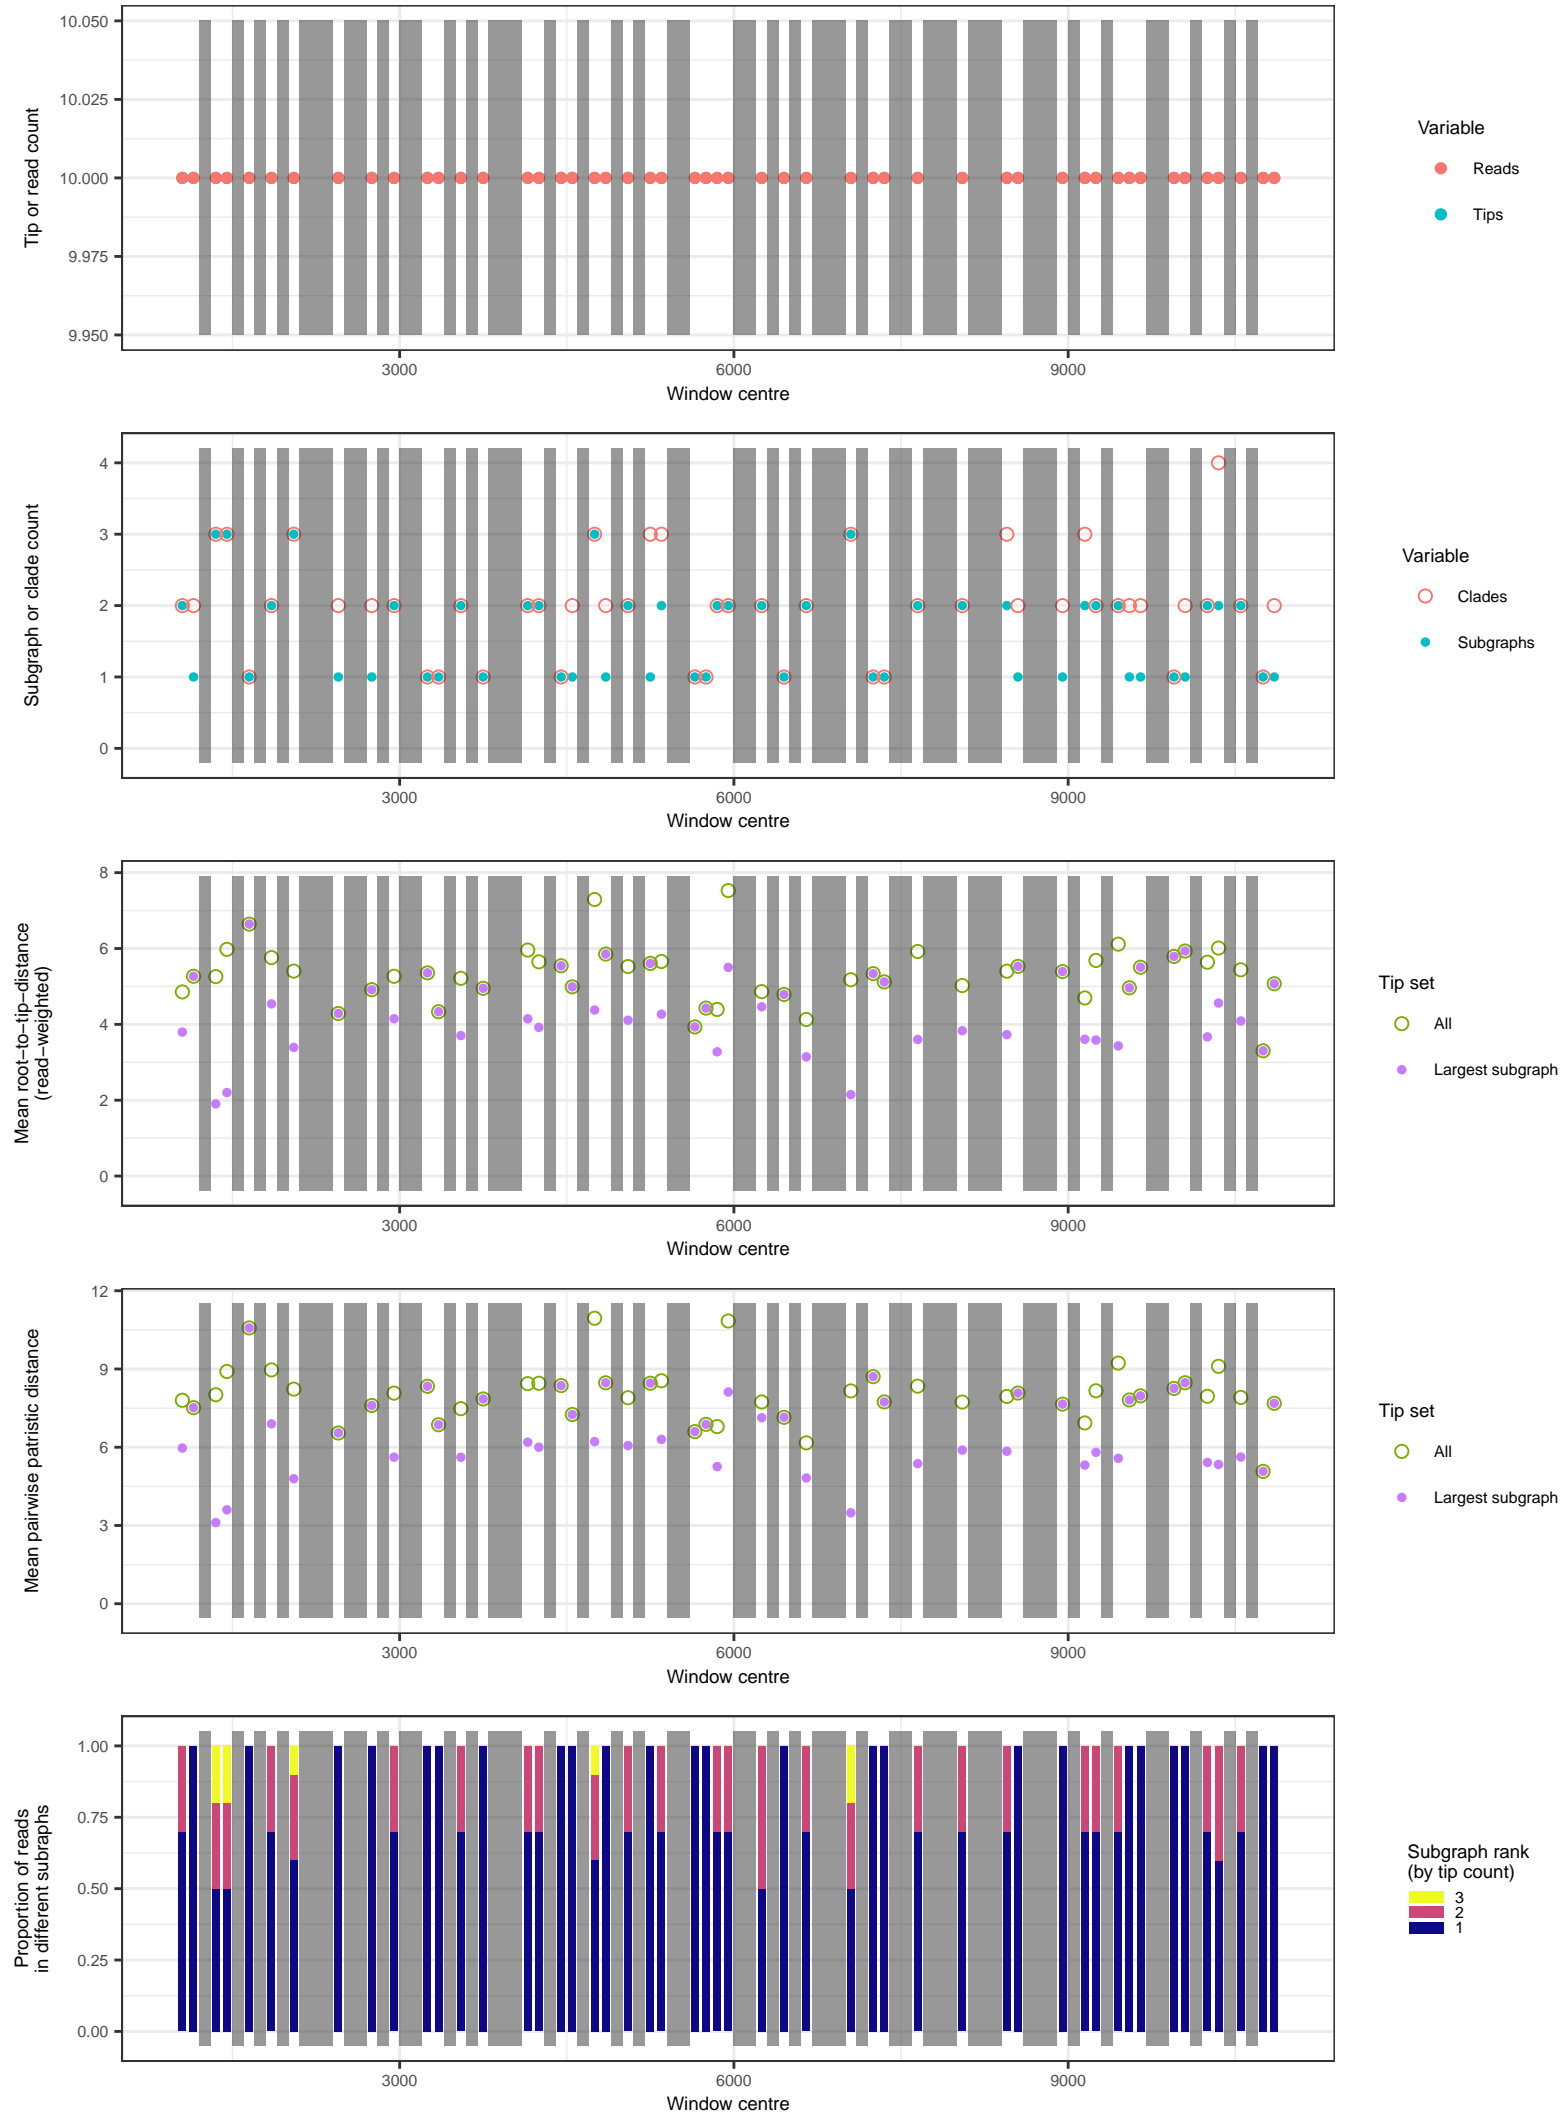 10.050
10.025
10.000
9.975
9.950
Tip or read count
3000
6000
9000
Window centre
Variable
Reads
Tips
4
3
2
1
0
Subgraph or clade count
3000
6000
9000
Window centre
Variable
Clades
Subgraphs
8
6
4
2
0
Mean root−to−tip−distance
(read−weighted)
3000
6000
9000
Window centre
Tip set
All
Largest subgraph
12
9
6
3
0
Mean pairwise patristic distance
3000
6000
9000
Window centre
Tip set
All
Largest subgraph
1.00
0.75
0.50
0.25
0.00
Proportion of reads
in different subraphs
3000
6000
9000
Window centre
Subgraph rank
(by tip count)
3
2
1